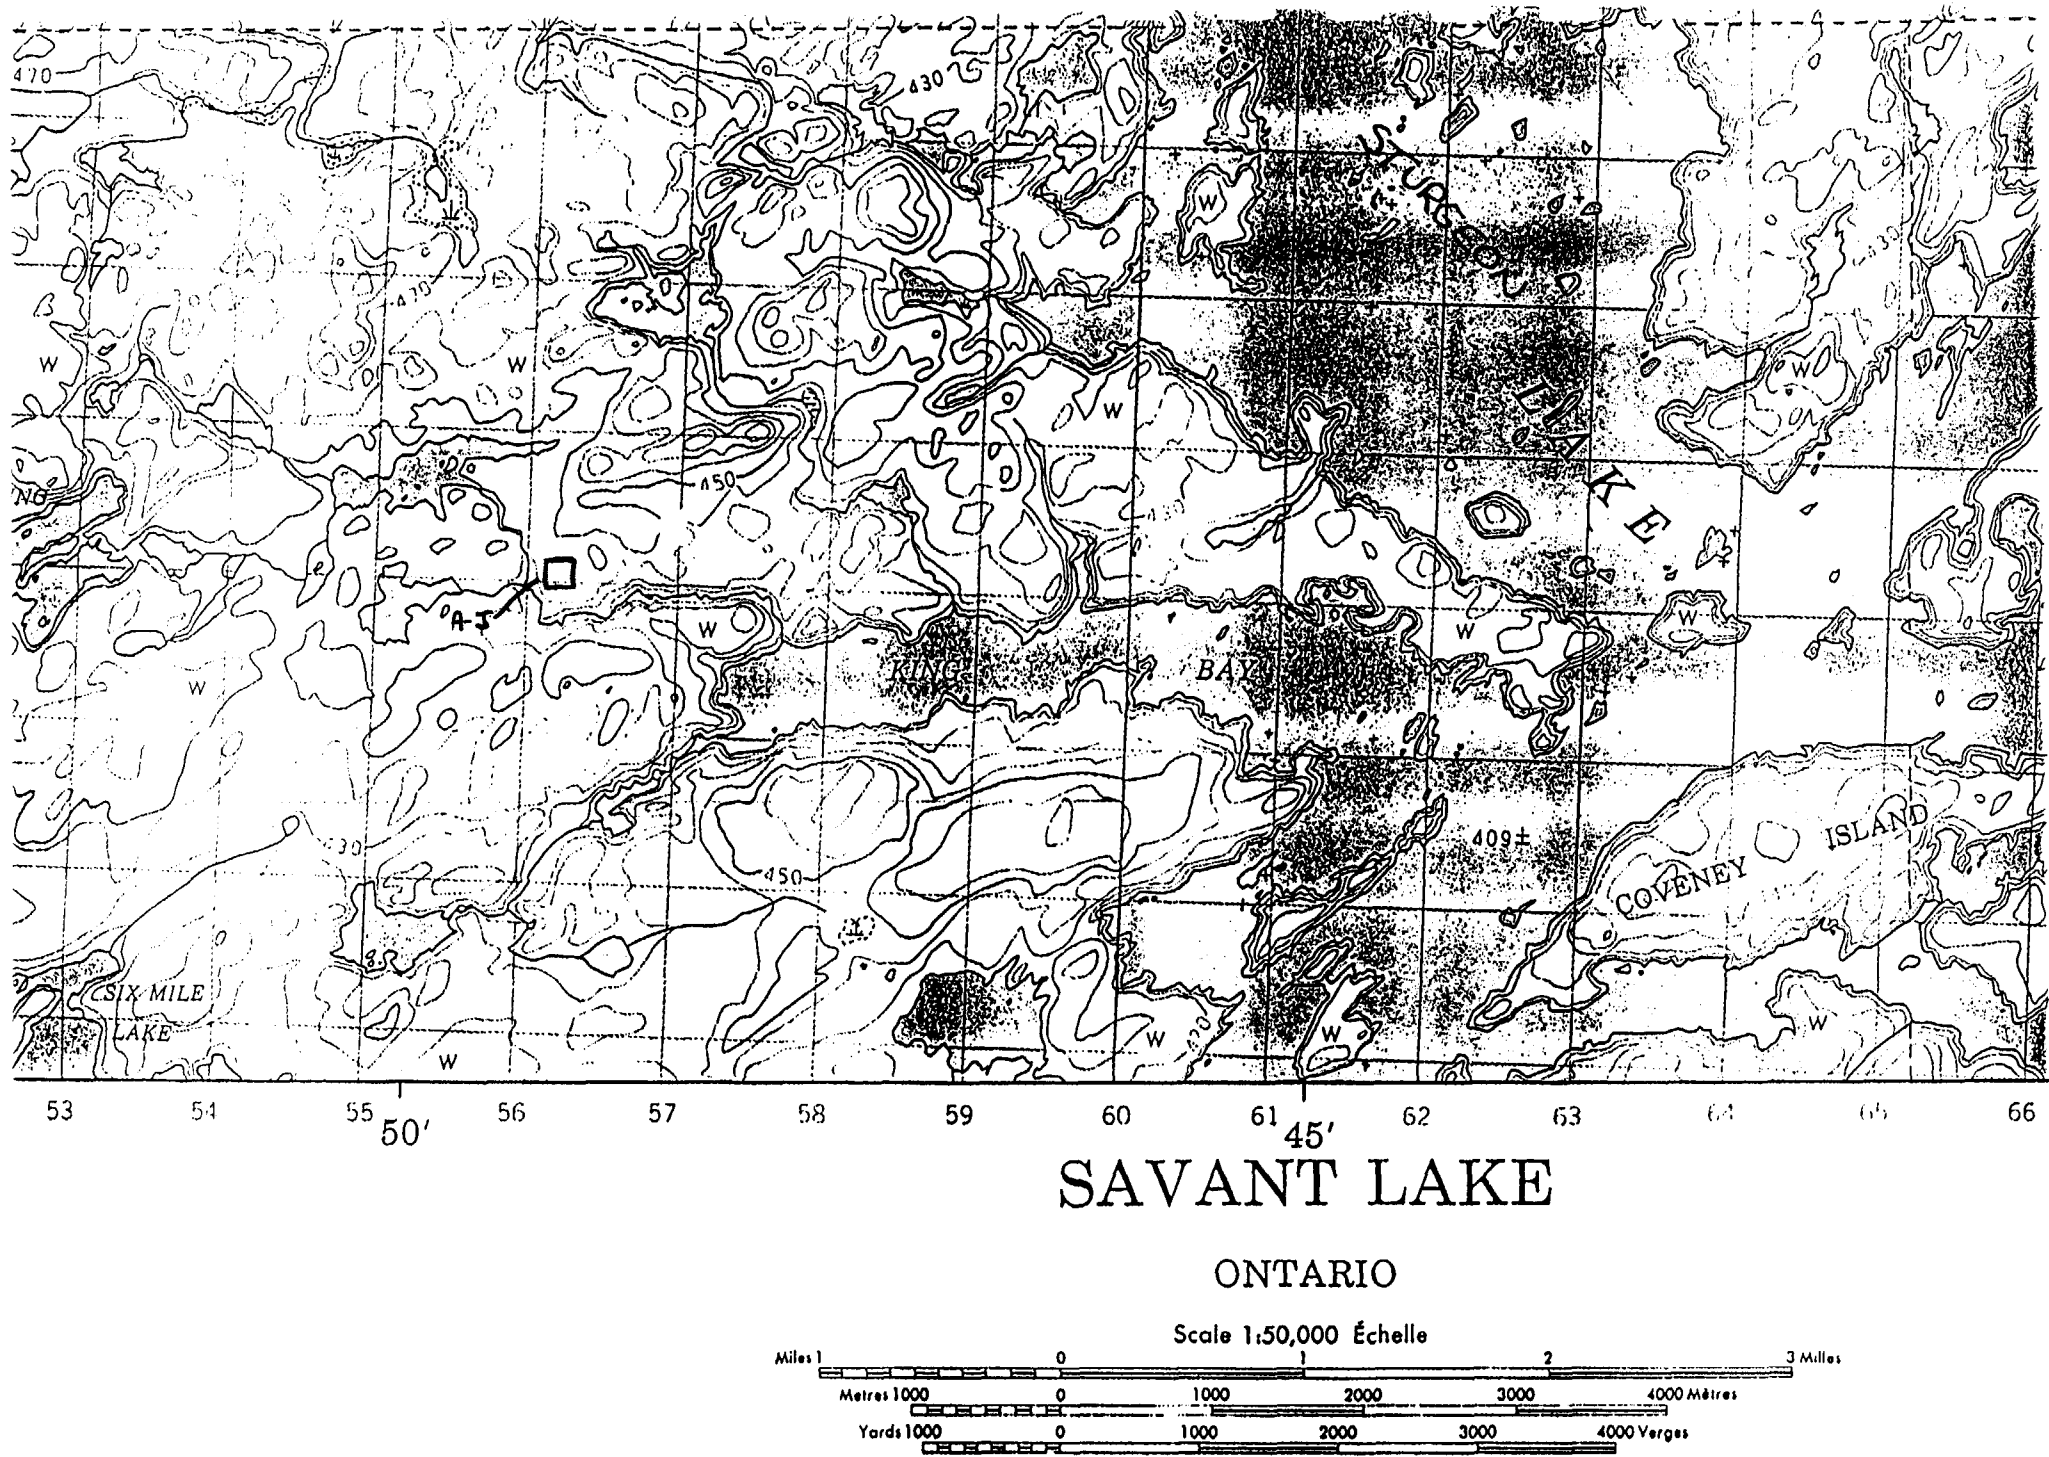 470
430
STURGEON
W
470
B
W
W
W
W
LAKE
450
A-J
W
W
W
W
KING
BAY
409±
ISLAND
COVENEY
450
SIX MILE
LAKE
W
W
W
W
53 54 55 56 57 58 59 60 61 62 63 64 65 66
50' 45'
SAVANT LAKE
ONTARIO
Scale 1:50,000 Échelle
Miles 1 0 1 2 3 Milles
Metres 1000 0 1000 2000 3000 4000 Mètres
Yards 1000 0 1000 2000 3000 4000 Verges